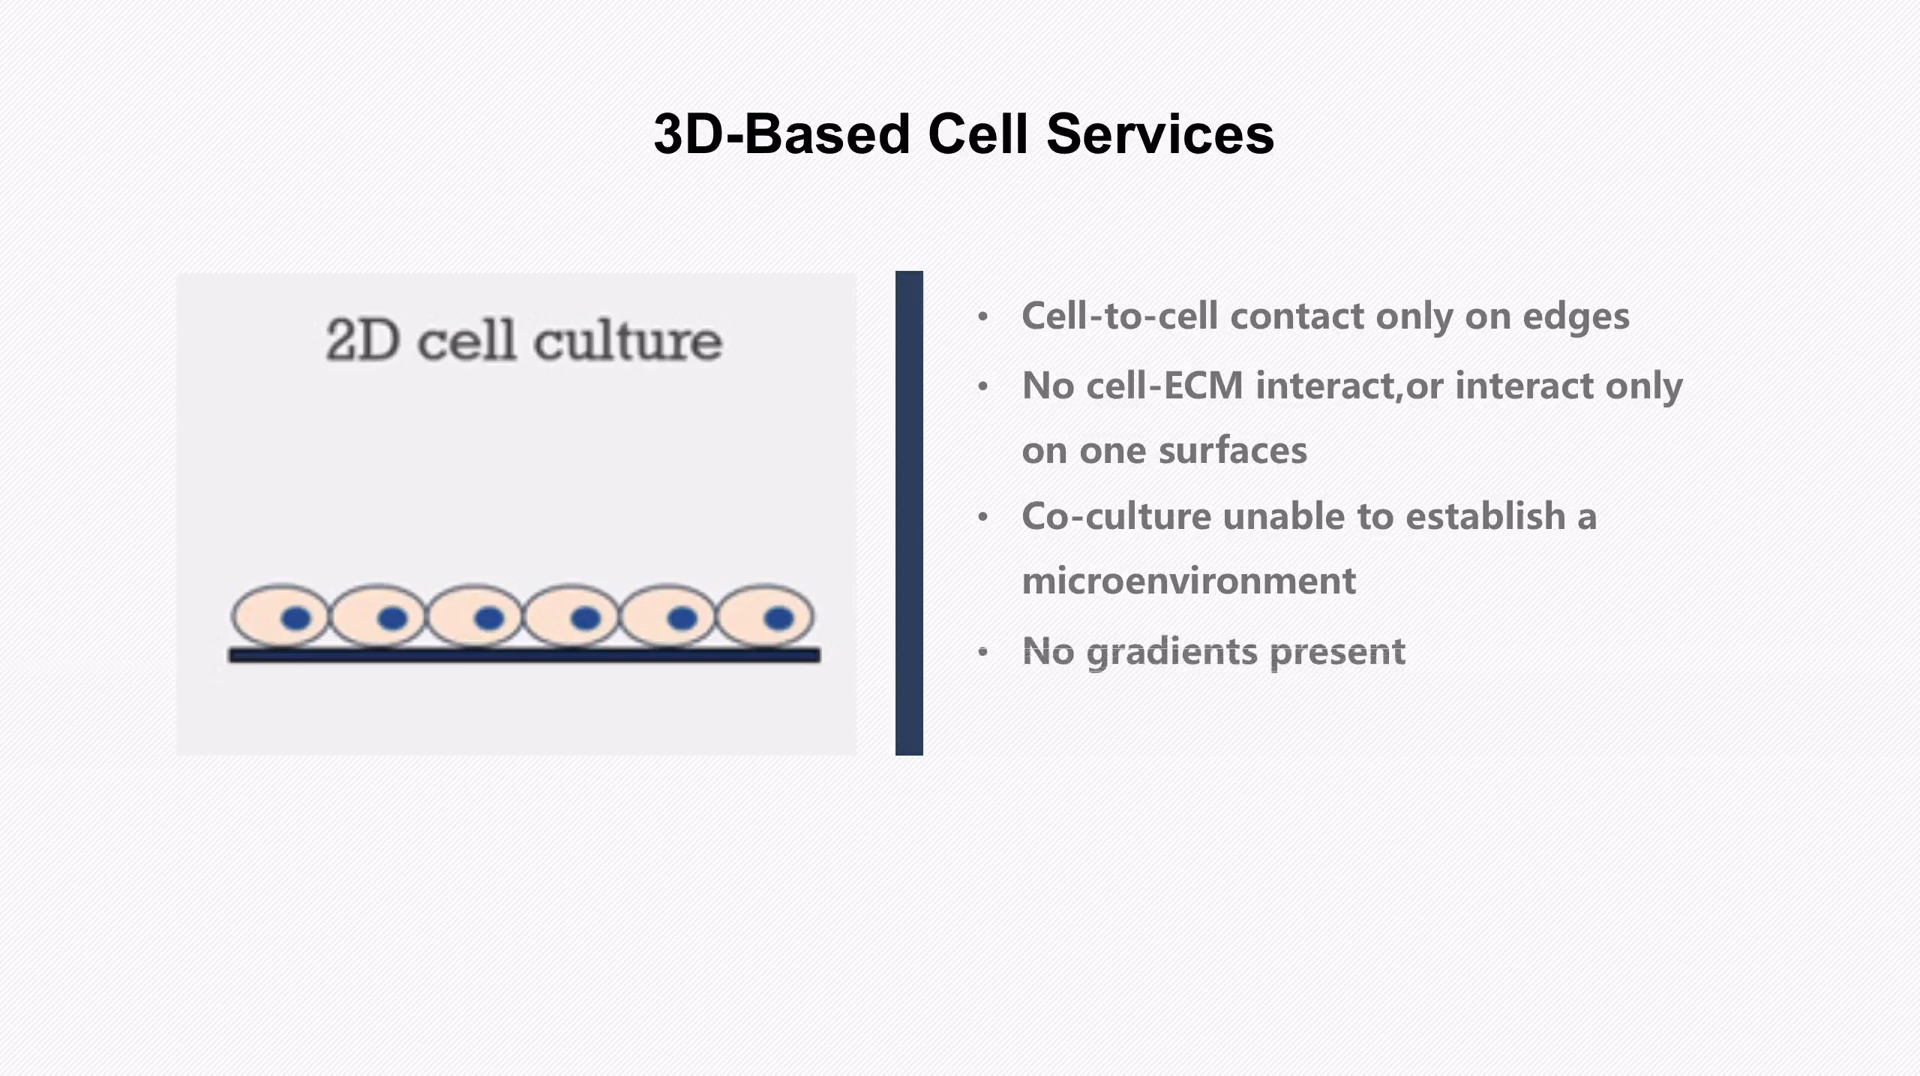 3D-Based Cell Services
2D cell culture
• Cell-to-cell contact only on edges
• No cell-ECM interact,or interact only
on one surfaces
• Co-culture unable to establish a
microenvironment
• No gradients present